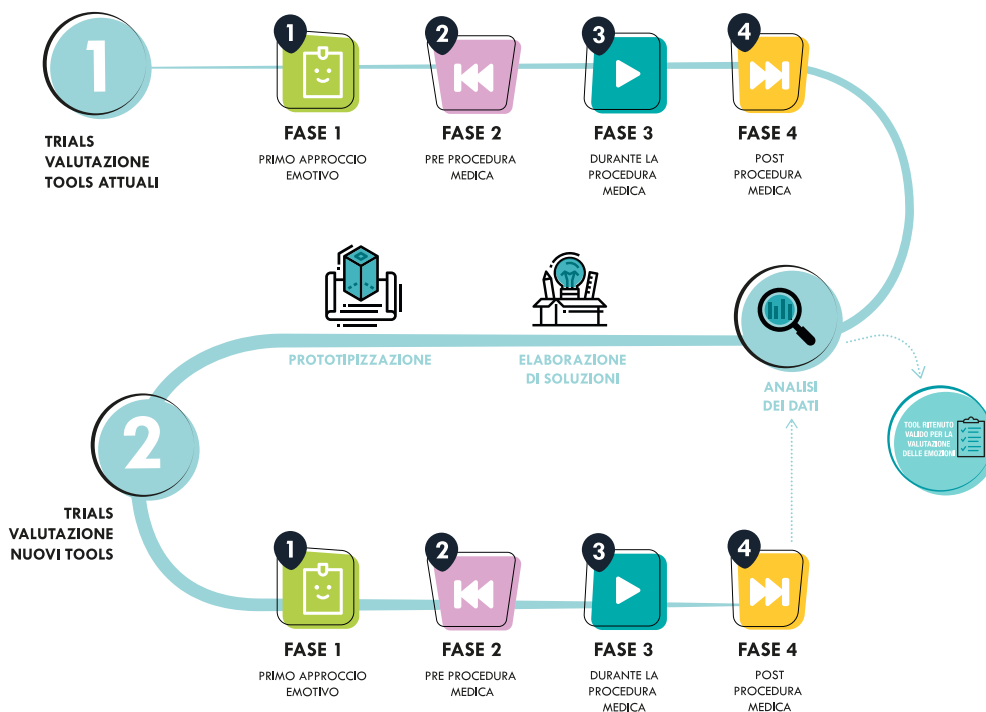 1
TRIALS
VALUTAZIONE
TOOLS ATTUALI
1
FASE 1
PRIMO APPROCCIO
EMOTIVO
2
FASE 2
PRE PROCEDURA
MEDICA
3
FASE 3
DURANTE LA
PROCEDURA
MEDICA
4
FASE 4
POST
PROCEDURA
MEDICA
PROTOTIPIZZAZIONE
ELABORAZIONE
DI SOLUZIONI
ANALISI
DEI DATI
TOOL RITENUTO
VALIDO PER LA
VALUTAZIONE
DELLE EMOZIONI
2
TRIALS
VALUTAZIONE
NUOVI TOOLS
1
FASE 1
PRIMO APPROCCIO
EMOTIVO
2
FASE 2
PRE PROCEDURA
MEDICA
3
FASE 3
DURANTE LA
PROCEDURA
MEDICA
4
FASE 4
POST
PROCEDURA
MEDICA